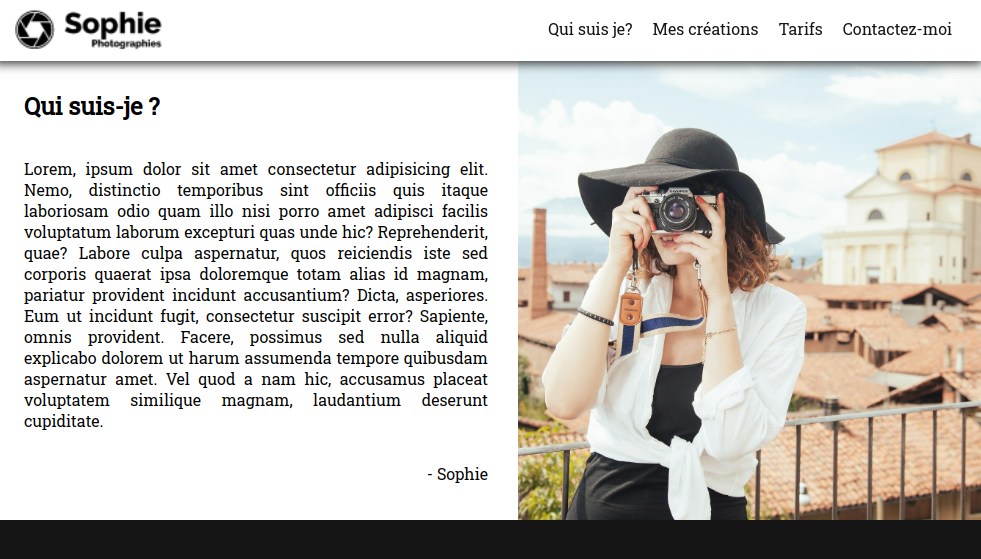 Sophie
Photographies
Qui suis je? Mes créations Tarifs Contactez-moi
Qui suis-je ?
Lorem, ipsum dolor sit amet consectetur adipisicing elit.
Nemo, distinctio temporibus sint officiis quis itaque
laboriosam odio quam illo nisi porro amet adipisci facilis
voluptatum laborum excepturi quas unde hic? Reprehenderit,
quae? Labore culpa aspernatur, quos reiciendis iste sed
corporis quaerat ipsa doloremque totam alias id magnam,
pariatur provident incidunt accusantium? Dicta, asperiores.
Eum ut incidunt fugit, consectetur suscipit error? Sapiente,
omnis provident. Facere, possimus sed nulla aliquid
explicabo dolorem ut harum assumenda tempore quibusdam
aspernatur amet. Vel quod a nam hic, accusamus placeat
voluptatem similique magnam, laudantium deserunt
cupiditate.
- Sophie